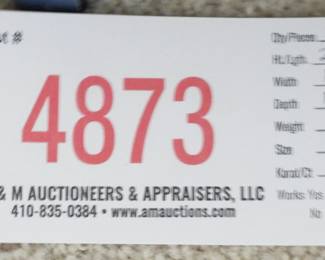 #
Qty/Pieces
Ht./Lgth.
Width
4873
Depth
Weight
Size
Karat/Ct
& M AUCTIONEERS & APPRAISERS, LLC
Works: Yes
410-835-0384 • www.amauctions.com
No